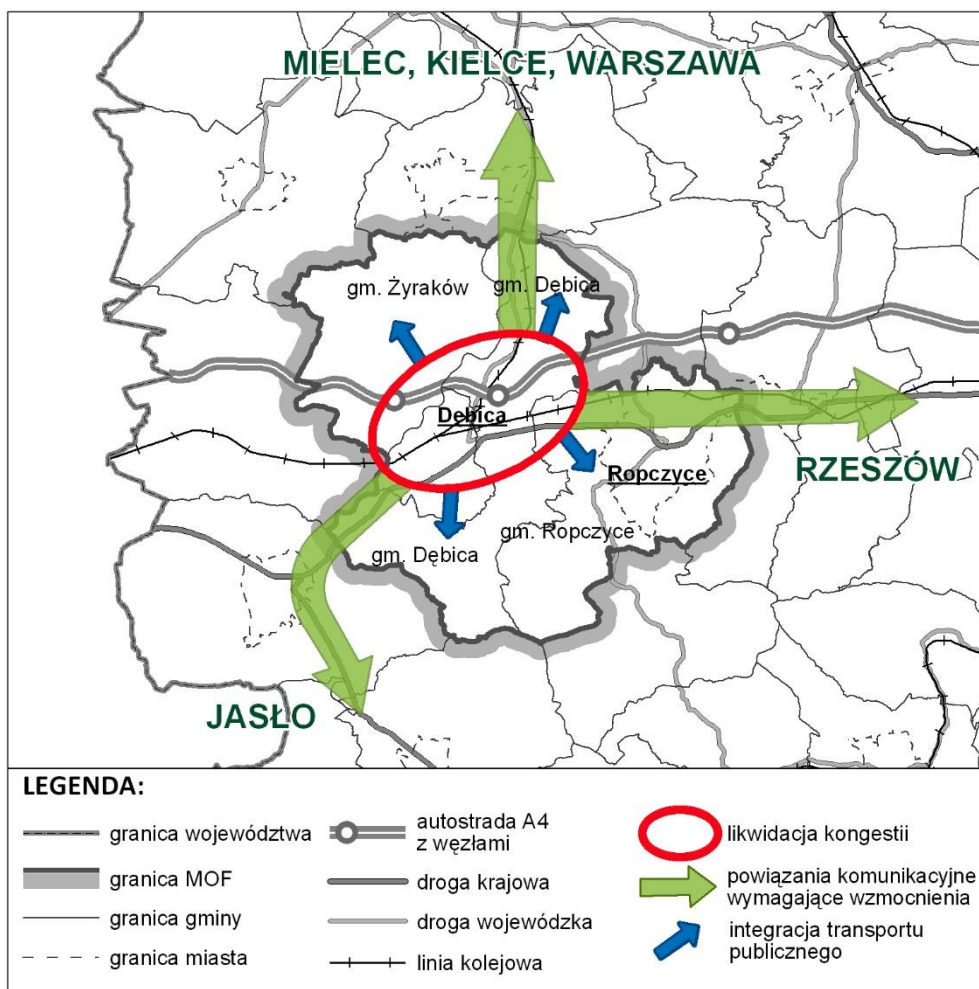 MIELEC, KIELCE, WARSZAWA
gm. Żyraków
gm. Dębica
Dębica
Ropczyce
RZESZÓW
gm. Ropczyce
gm. Dębica
JASŁO
LEGENDA:
granica województwa
granica MOF
granica gminy
granica miasta
autostrada A4
z węzłami
droga krajowa
droga wojewódzka
linia kolejowa
likwidacja kongestii
powiązania komunikacyjne
wymagające wzmocnienia
integracja transportu
publicznego